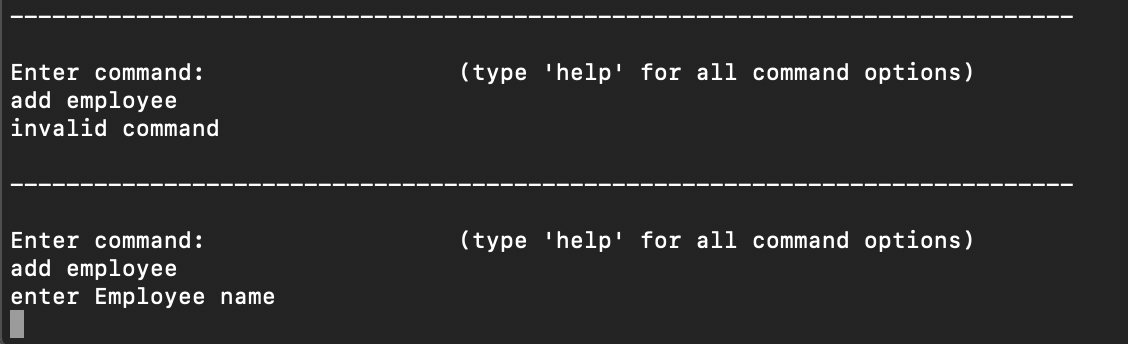 ----------------------------------------------------------------------------
Enter command:                  (type 'help' for all command options)
add employee
invalid command
----------------------------------------------------------------------------
Enter command:                  (type 'help' for all command options)
add employee
enter Employee name